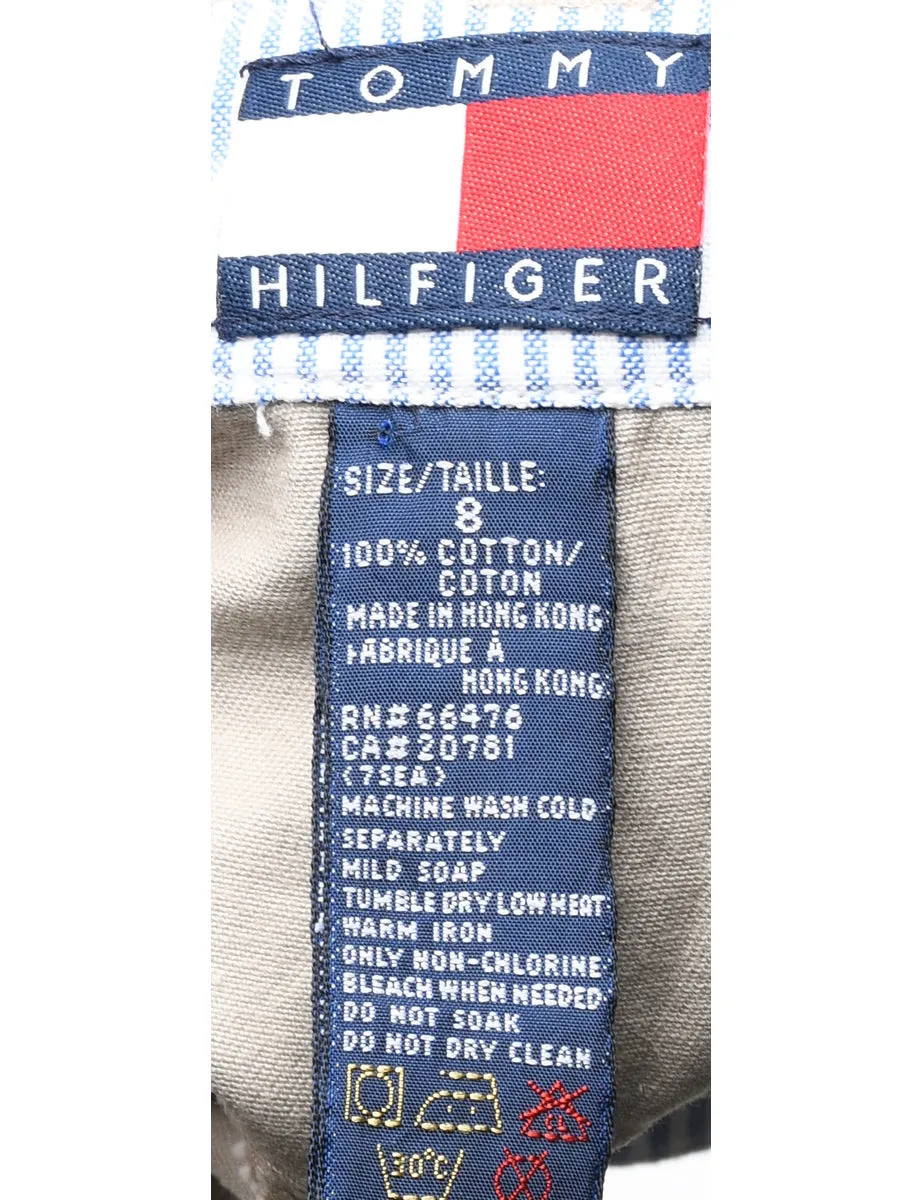 TOMMY
HILFIGER
SIZE/TAILLE:
8
100% COTTON/
COTON
MADE IN HONG KONG
FABRIQUE À
HONG KONG
RN# 66476
CA# 20781
(7SEA)
MACHINE WASH COLD
SEPARATELY
MILD SOAP
TUMBLE DRY LOW HEAT
WARM IRON
ONLY NON-CHLORINE
BLEACH WHEN NEEDED
DO NOT SOAK
DO NOT DRY CLEAN
30°C